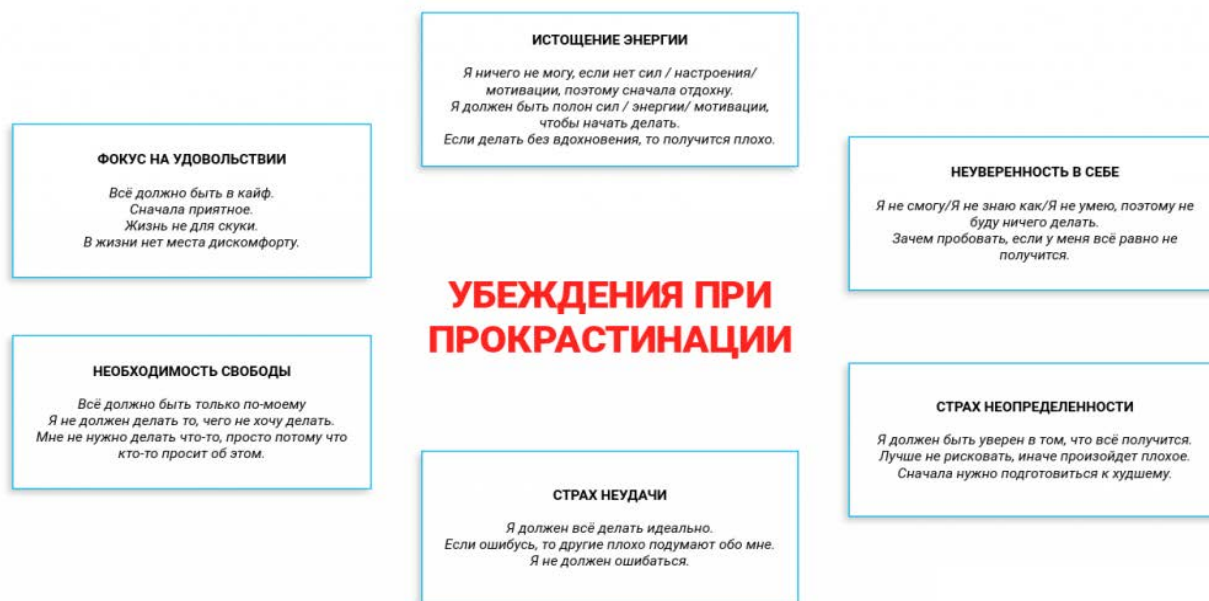 ИСТОЩЕНИЕ ЭНЕРГИИ
Я ничего не могу, если нет сил / настроения/
мотивации, поэтому сначала отдохну.
Я должен быть полон сил / энергии/ мотивации,
чтобы начать делать.
Если делать без вдохновения, то получится плохо.
ФОКУС НА УДОВОЛЬСТВИИ
Всё должно быть в кайф.
Сначала приятное.
Жизнь не для скуки.
В жизни нет места дискомфорту.
НЕУВЕРЕННОСТЬ В СЕБЕ
Я не смогу/Я не знаю как/Я не умею, поэтому не
буду ничего делать.
Зачем пробовать, если у меня всё равно не
получится.
УБЕЖДЕНИЯ ПРИ
ПРОКРАСТИНАЦИИ
НЕОБХОДИМОСТЬ СВОБОДЫ
Всё должно быть только по-моему
Я не должен делать то, чего не хочу делать.
Мне не нужно делать что-то, просто потому что
кто-то просит об этом.
СТРАХ НЕОПРЕДЕЛЕННОСТИ
Я должен быть уверен в том, что всё получится.
Лучше не рисковать, иначе произойдет плохое.
Сначала нужно подготовиться к худшему.
СТРАХ НЕУДАЧИ
Я должен всё делать идеально.
Если ошибусь, то другие плохо подумают обо мне.
Я не должен ошибаться.